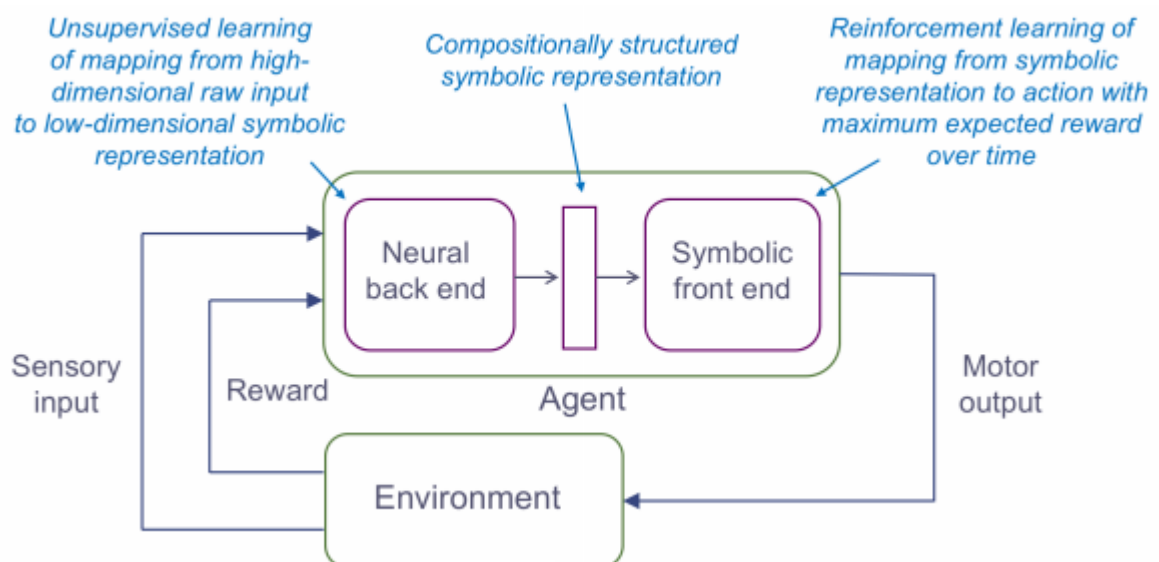 Unsupervised learning
of mapping from high-
dimensional raw input
to low-dimensional symbolic
representation
Compositionally structured
symbolic representation
Reinforcement learning of
mapping from symbolic
representation to action with
maximum expected reward
over time
Neural
back end
Symbolic
front end
Sensory
input
Reward
Agent
Motor
output
Environment